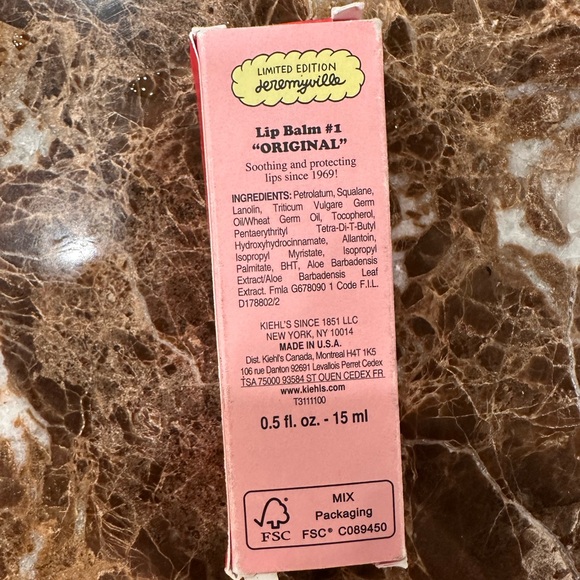 LIMITED EDITION
Jeremyville
Lip Balm #1
"ORIGINAL"
Soothing and protecting
lips since 1969!
INGREDIENTS: Petrolatum, Squalane,
Lanolin, Triticum Vulgare Germ
Oil/Wheat Germ Oil, Tocopherol,
Pentaerythrityl Tetra-Di-T-Butyl
Hydroxyhydrocinnamate, Allantoin,
Isopropyl Myristate, Isopropyl
Palmitate, BHT, Aloe Barbadensis
Extract/Aloe Barbadensis Leaf
Extract. Fmla G678090 1 Code F.I.L.
D178802/2
KIEHL'S SINCE 1851 LLC
NEW YORK, NY 10014
MADE IN U.S.A.
Dist. Kiehl's Canada, Montreal H4T 1K5
106 rue Danton 92691 Levallois Perret Cedex
TSA 75000 93584 ST OUEN CEDEX FR
www.kiehls.com
T3111100
0.5 fl. oz. - 15 ml
MIX
Packaging
FSC
FSC® C089450